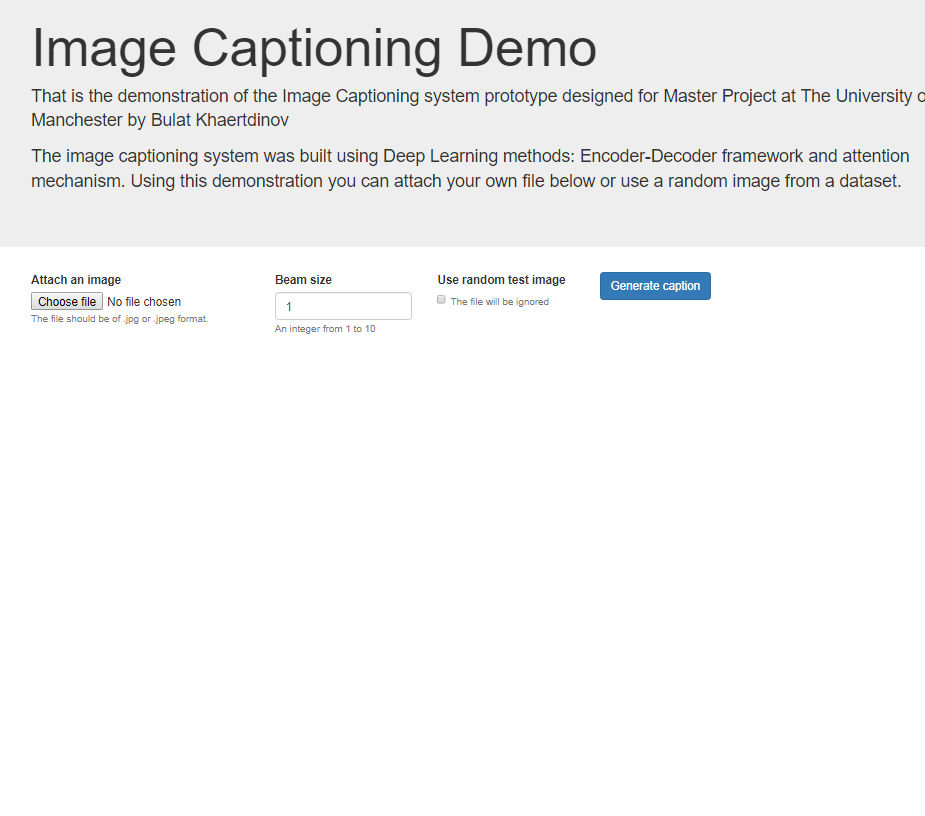 Image Captioning Demo
That is the demonstration of the Image Captioning system prototype designed for Master Project at The University o
Manchester by Bulat Khaertdinov
The image captioning system was built using Deep Learning methods: Encoder-Decoder framework and attention
mechanism. Using this demonstration you can attach your own file below or use a random image from a dataset.
Attach an image
Choose file No file chosen
The file should be of .jpg or .jpeg format.
Beam size
1
An integer from 1 to 10
Use random test image
The file will be ignored
Generate caption